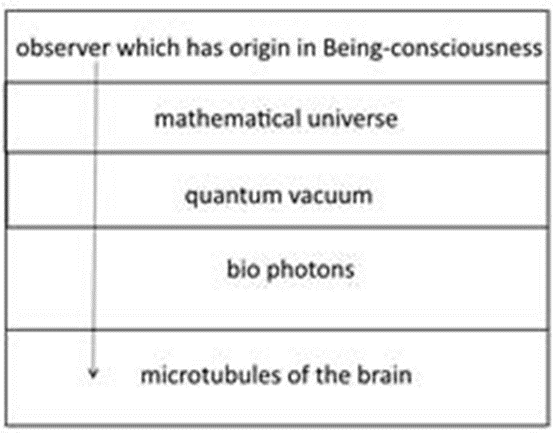 observer which has origin in Being-consciousness
mathematical universe
quantum vacuum
bio photons
microtubules of the brain